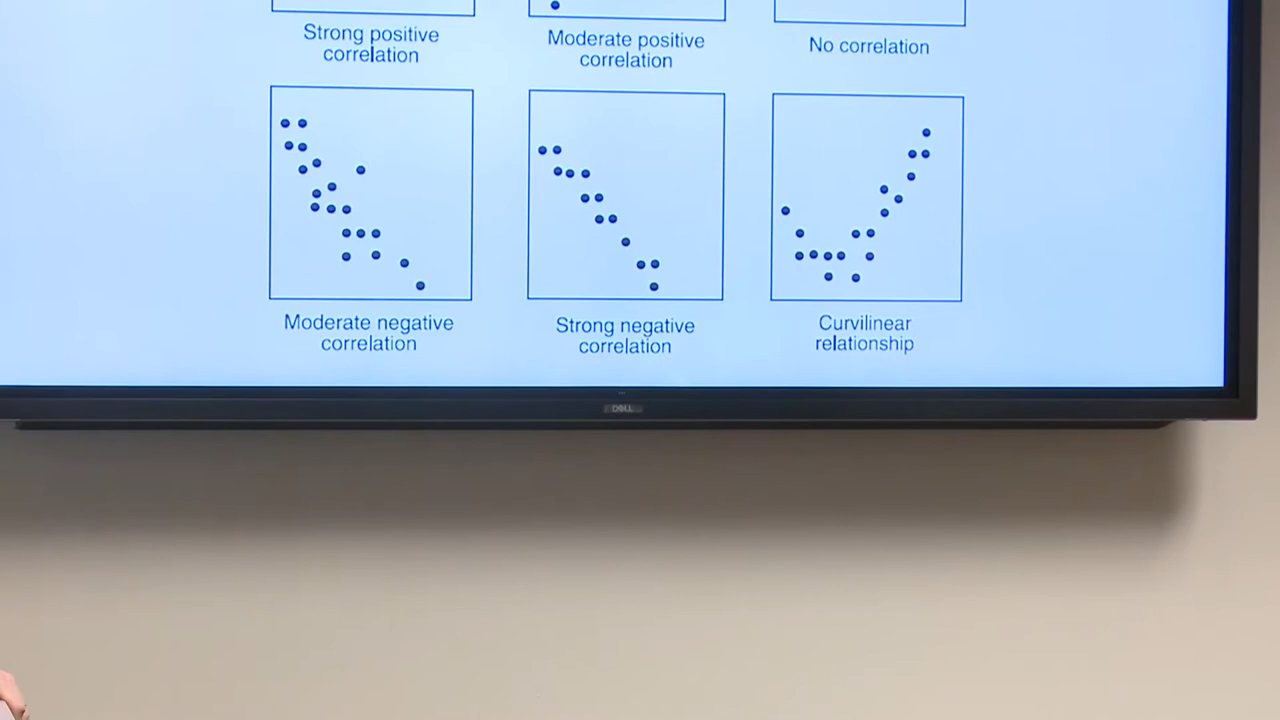 Strong positive
correlation
Moderate positive
correlation
No correlation
Moderate negative
correlation
Strong negative
correlation
Curvilinear
relationship
DELL